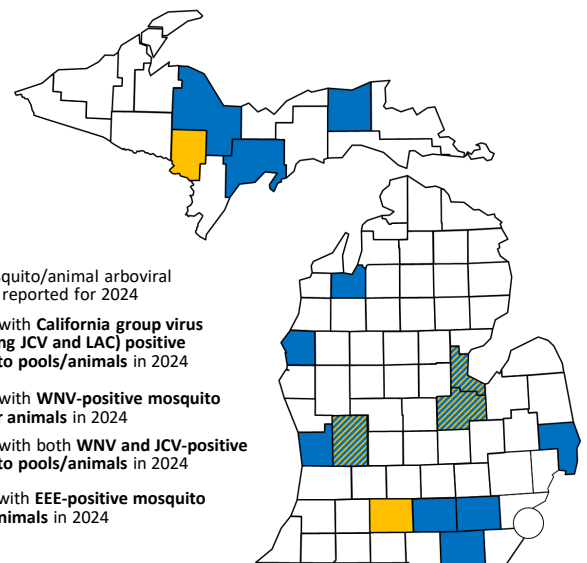 squito/animal arboviral
reported for 2024
with California group virus
ng JCV and LAC) positive
to pools/animals in 2024
with WNV-positive mosquito
r animals in 2024
with both WNV and JCV-positive
to pools/animals in 2024
with EEE-positive mosquito
nimals in 2024